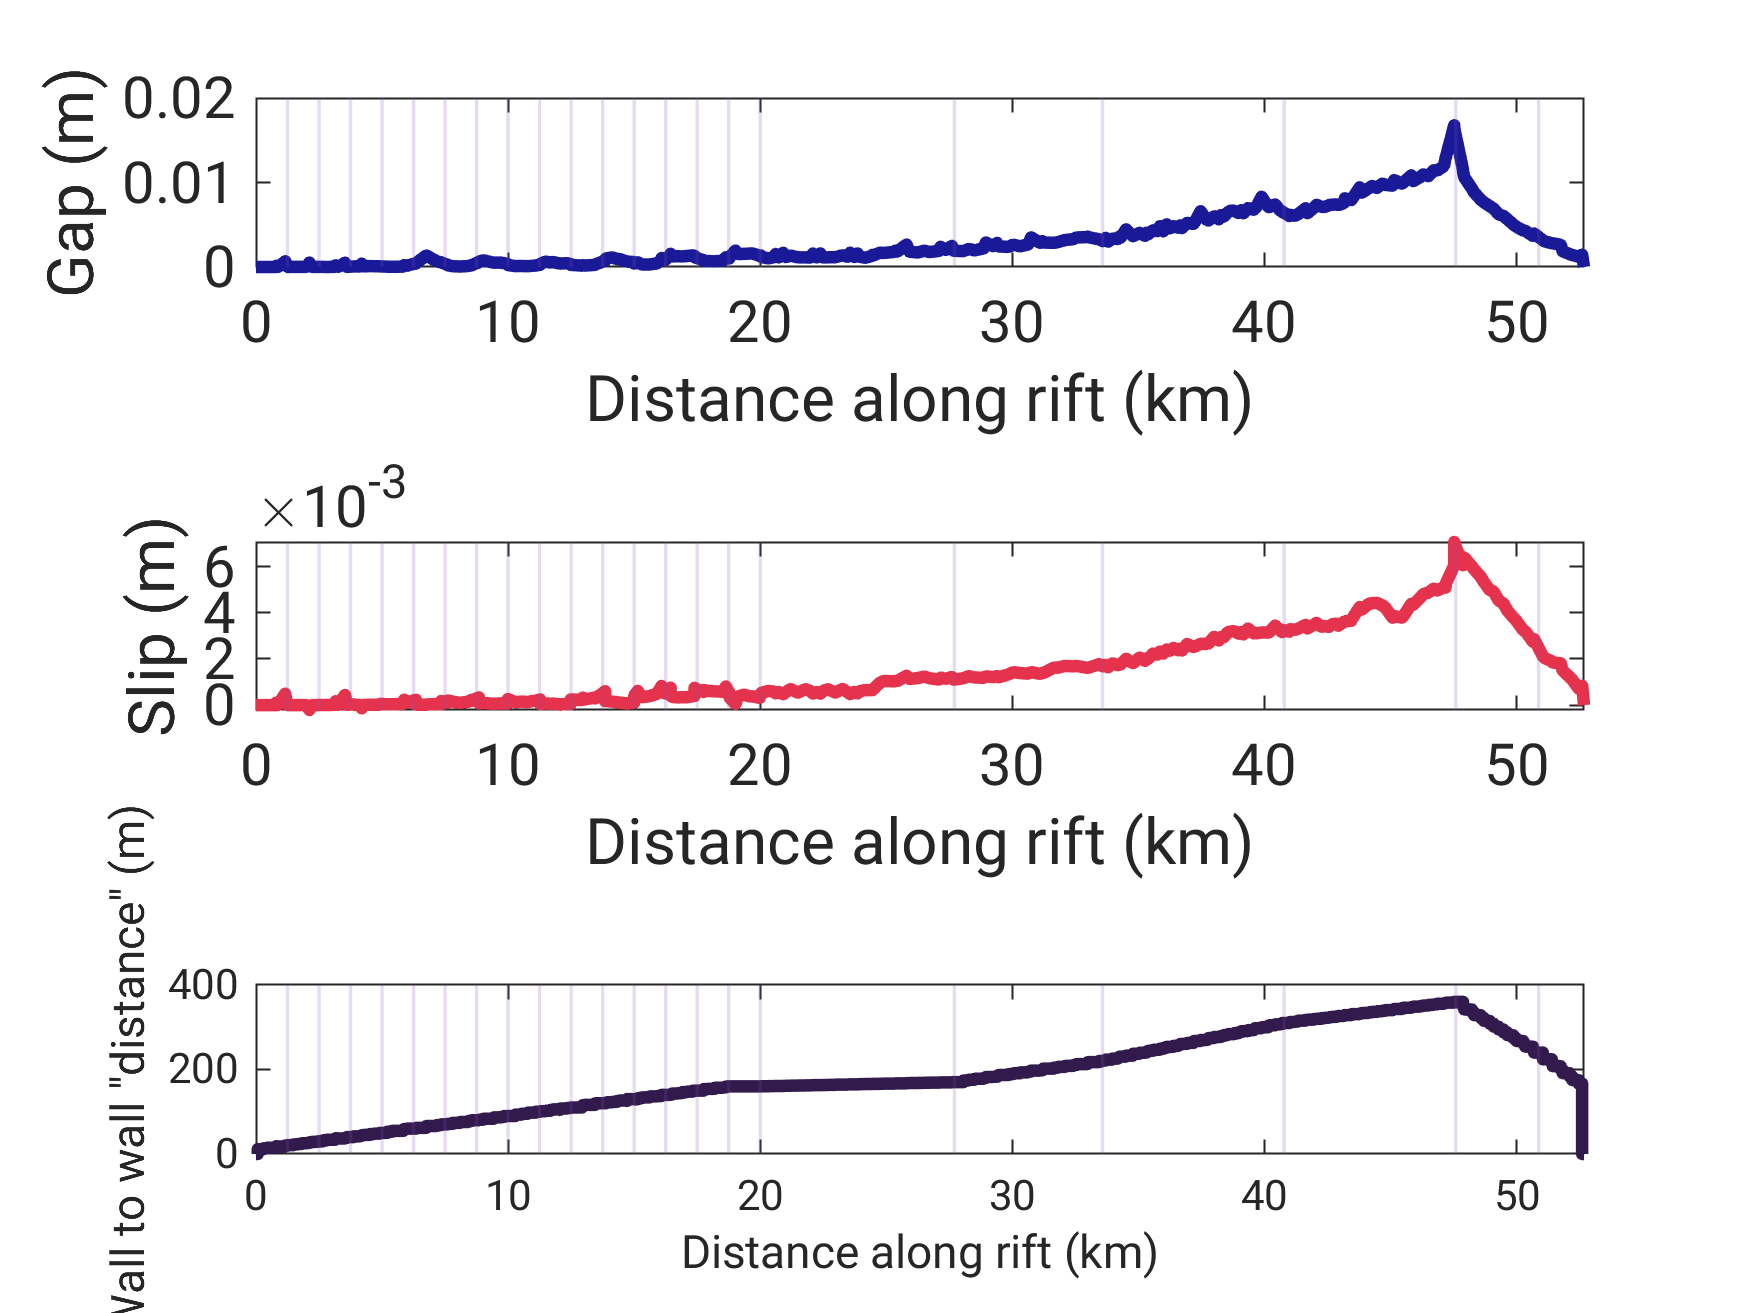 Gap (m)
0.02
0.01
0
0 10 20 30 40 50
Distance along rift (km)
×10-3
Slip (m)
6
4
2
0
0 10 20 30 40 50
Distance along rift (km)
to wall "distance" (m)
400
200
0
0 10 20 30 40 50
Distance along rift (km)